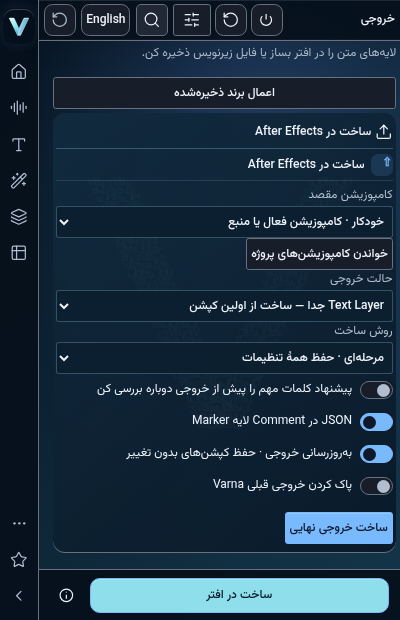 English
خروجی
لایه‌های متن را در افتر بساز یا فایل زیرنویس ذخیره کن.
اعمال برند ذخیره‌شده
ساخت در After Effects
ساخت در After Effects
کامپوزیشن مقصد
خودکار · کامپوزیشن فعال یا منبع
خواندن کامپوزیشن‌های پروژه
حالت خروجی
Text Layer جدا — ساخت از اولین کپشن
روش ساخت
مرحله‌ای · حفظ همهٔ تنظیمات
پیشنهاد کلمات مهم را پیش از خروجی دوباره بررسی کن
JSON در Comment لایه Marker
به‌روزرسانی خروجی · حفظ کپشن‌های بدون تغییر
پاک کردن خروجی قبلی Varna
ساخت خروجی نهایی
ساخت در افتر